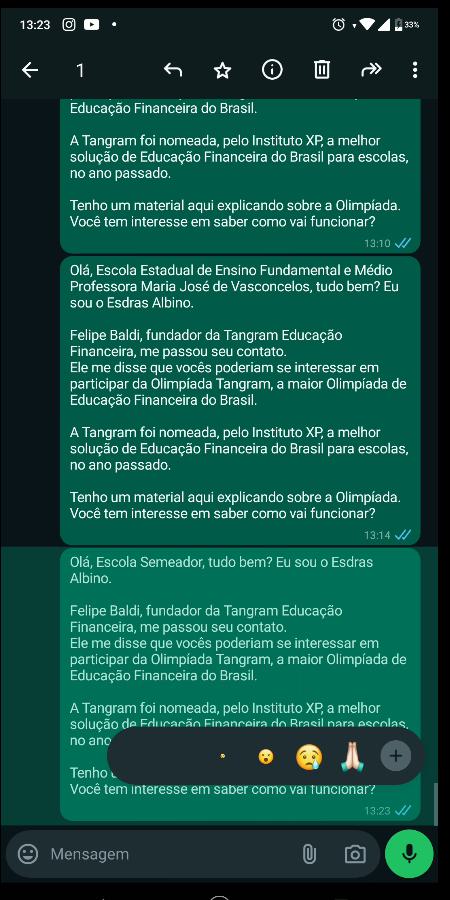 13:23
33%
1
Educação Financeira do Brasil.
A Tangram foi nomeada, pelo Instituto XP, a melhor
solução de Educação Financeira do Brasil para escolas,
no ano passado.
Tenho um material aqui explicando sobre a Olimpíada.
Você tem interesse em saber como vai funcionar?
13:10
Olá, Escola Estadual de Ensino Fundamental e Médio
Professora Maria José de Vasconcelos, tudo bem? Eu
sou o Esdras Albino.
Felipe Baldi, fundador da Tangram Educação
Financeira, me passou seu contato.
Ele me disse que vocês poderiam se interessar em
participar da Olimpíada Tangram, a maior Olimpíada de
Educação Financeira do Brasil.
A Tangram foi nomeada, pelo Instituto XP, a melhor
solução de Educação Financeira do Brasil para escolas,
no ano passado.
Tenho um material aqui explicando sobre a Olimpíada.
Você tem interesse em saber como vai funcionar?
13:14
Olá, Escola Semeador, tudo bem? Eu sou o Esdras
Albino.
Felipe Baldi, fundador da Tangram Educação
Financeira, me passou seu contato.
Ele me disse que vocês poderiam se interessar em
participar da Olimpíada Tangram, a maior Olimpíada de
Educação Financeira do Brasil.
A Tangram foi nomeada, pelo Instituto XP, a melhor
solução de Educação Financeira do Brasil para escolas,
no ano
Tenho
Você tem interesse em saber como vai funcionar?
13:23
Mensagem